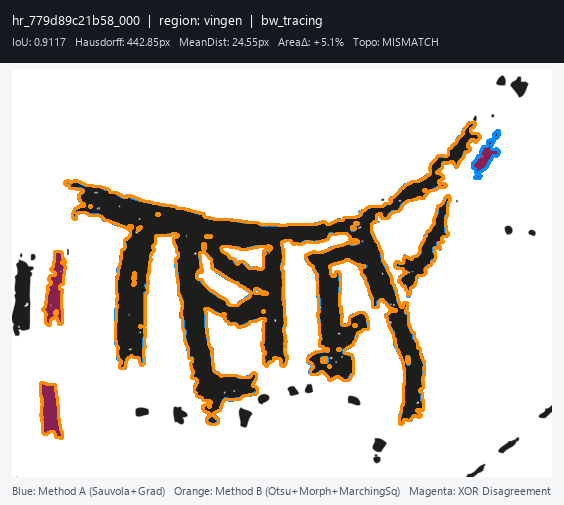 hr_779d89c21b58_000 | region: vingen | bw_tracing
IoU: 0.9117 Hausdorf: 442.85px MeanDist: 24.55px AreaΔ: +5.1% Topo: MISMATCH
Blue: Method A (Sauvola+Grad) Orange: Method B (Otsu+Morph+MarchingSq) Magenta: XOR Disagreement